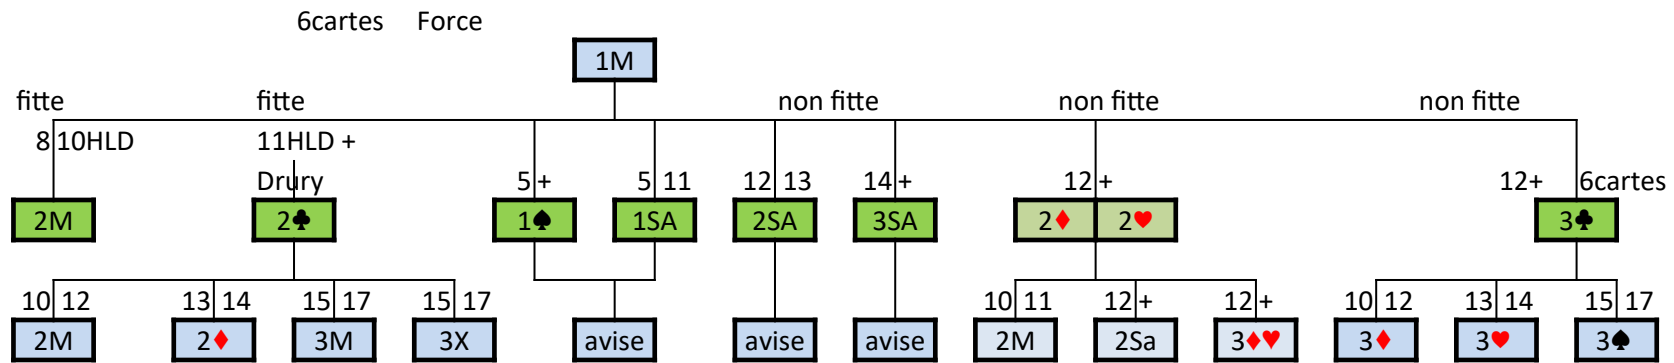 6cartes Force
1M
fitte fitte non fitte non fitte non fitte
8 10HLD 11HLD +
Drury 5 + 5 11 12 13 14 + 12 + 12+ 6cartes
2M 2♣ 1♠ 1SA 2SA 3SA 2♦ 2♥ 3♣
10 12 13 14 15 17 15 17 10 11 12 + 12 + 10 12 13 14 15 17
2M 2♦ 3M 3X avise avise avise 2M 2Sa 3♦♥ 3♦ 3♥ 3♠